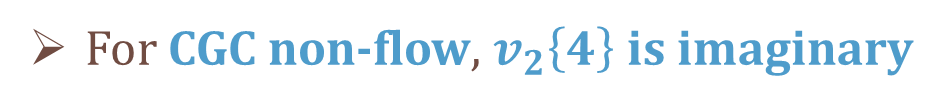 ➢ For CGC non-flow, v₂{4} is imaginary